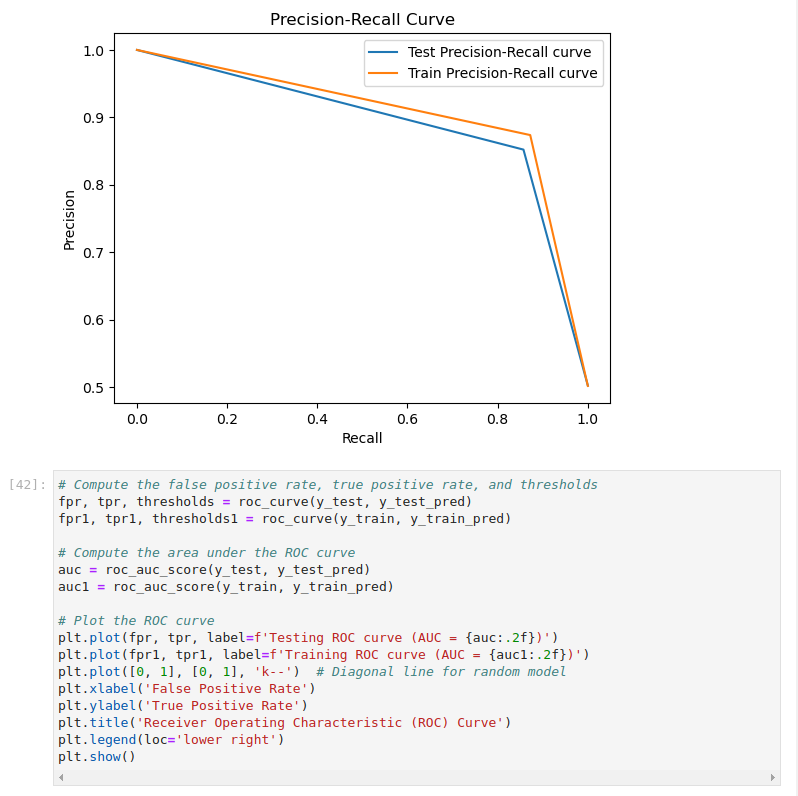 Precision-Recall Curve
Test Precision-Recall curve
Train Precision-Recall curve
1.0
0.9
0.8
0.7
0.6
0.5
Precision
0.0 0.2 0.4 0.6 0.8 1.0
Recall
[42]:
# Compute the false positive rate, true positive rate, and thresholds
fpr, tpr, thresholds = roc_curve(y_test, y_test_pred)
fpr1, tpr1, thresholds1 = roc_curve(y_train, y_train_pred)
# Compute the area under the ROC curve
auc = roc_auc_score(y_test, y_test_pred)
auc1 = roc_auc_score(y_train, y_train_pred)
# Plot the ROC curve
plt.plot(fpr, tpr, label=f'Testing ROC curve (AUC = {auc:.2f})')
plt.plot(fpr1, tpr1, label=f'Training ROC curve (AUC = {auc1:.2f})')
plt.plot([0, 1], [0, 1], 'k--')  # Diagonal line for random model
plt.xlabel('False Positive Rate')
plt.ylabel('True Positive Rate')
plt.title('Receiver Operating Characteristic (ROC) Curve')
plt.legend(loc='lower right')
plt.show()